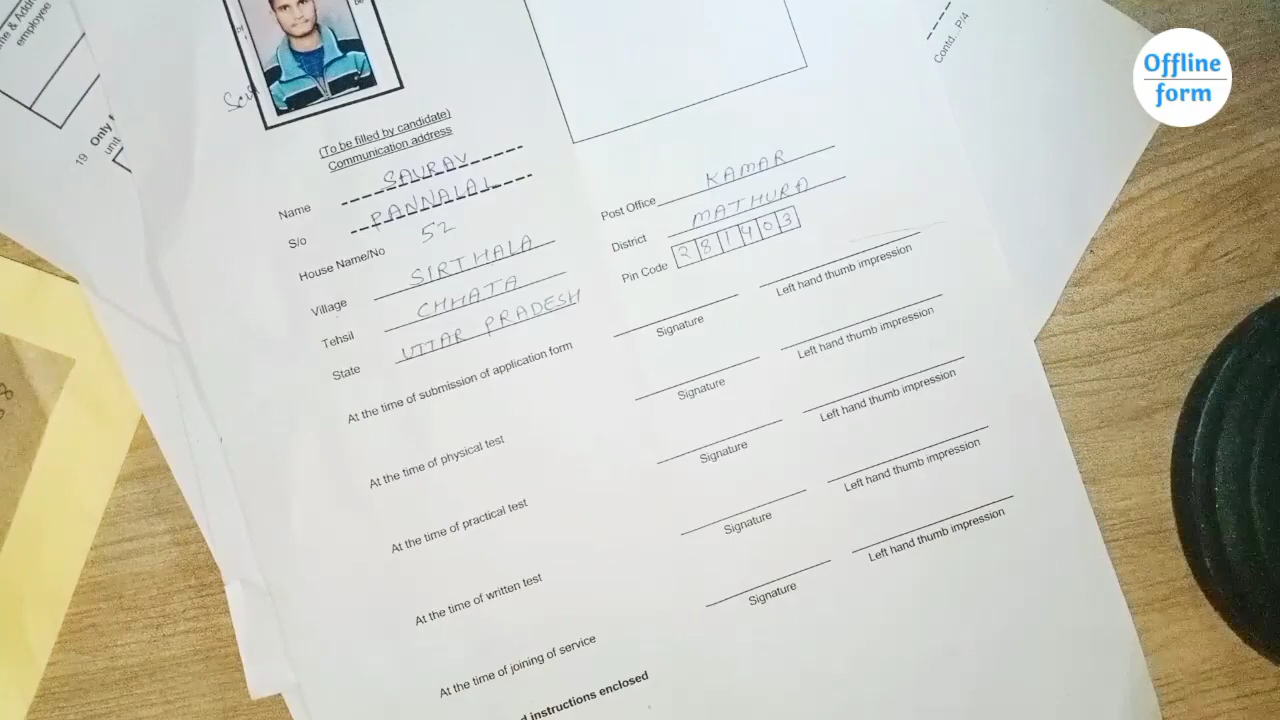 Offline
form
Contd...P/4
employee
19 Only
unit
(To be filled by candidate)
Communication address
Name SAURAV
S/o PANNALAL
House Name/No 52
Village SIRTHALA
Tehsil CHHATA
State UTTAR PRADESH
Post Office KAMAR
District MATHURA
Pin Code 281403
At the time of submission of application form Signature Left hand thumb impression
At the time of physical test Signature Left hand thumb impression
At the time of practical test Signature Left hand thumb impression
At the time of written test Signature Left hand thumb impression
At the time of joining of service Signature Left hand thumb impression
instructions enclosed